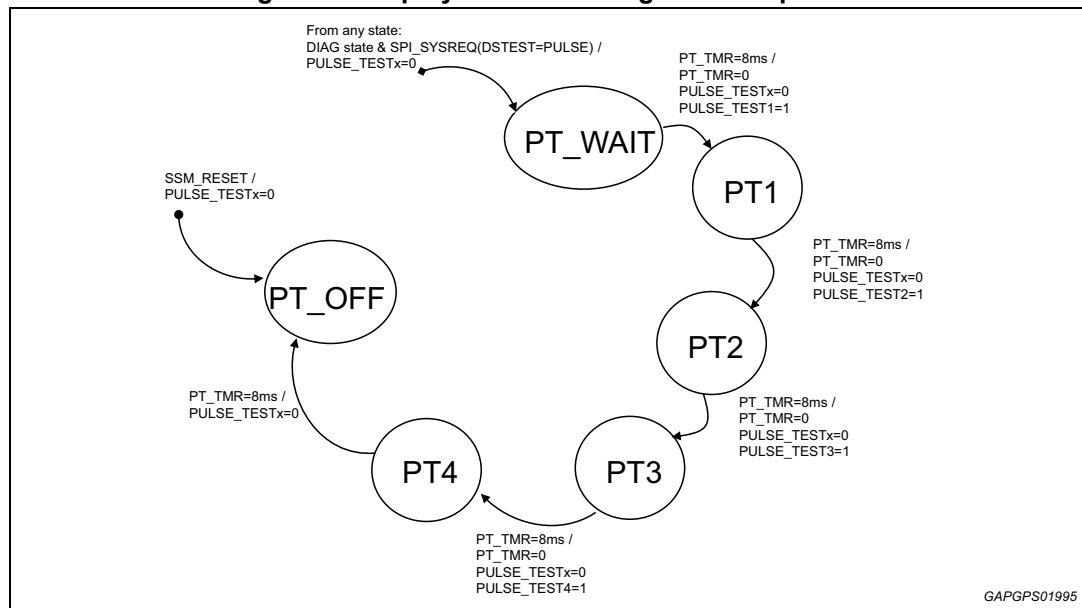 From any state:
DIAG state & SPI_SYSREQ(DSTEST=PULSE) /
PULSE_TESTx=0
PT_TMR=8ms /
PT_TMR=0
PULSE_TESTx=0
PULSE_TEST1=1
PT_WAIT
SSM_RESET /
PULSE_TESTx=0
PT1
PT_TMR=8ms /
PT_TMR=0
PULSE_TESTx=0
PULSE_TEST2=1
PT_OFF
PT2
PT_TMR=8ms /
PULSE_TESTx=0
PT_TMR=8ms /
PT_TMR=0
PULSE_TESTx=0
PULSE_TEST3=1
PT4
PT3
PT_TMR=8ms /
PT_TMR=0
PULSE_TESTx=0
PULSE_TEST4=1
GAPGPS01995